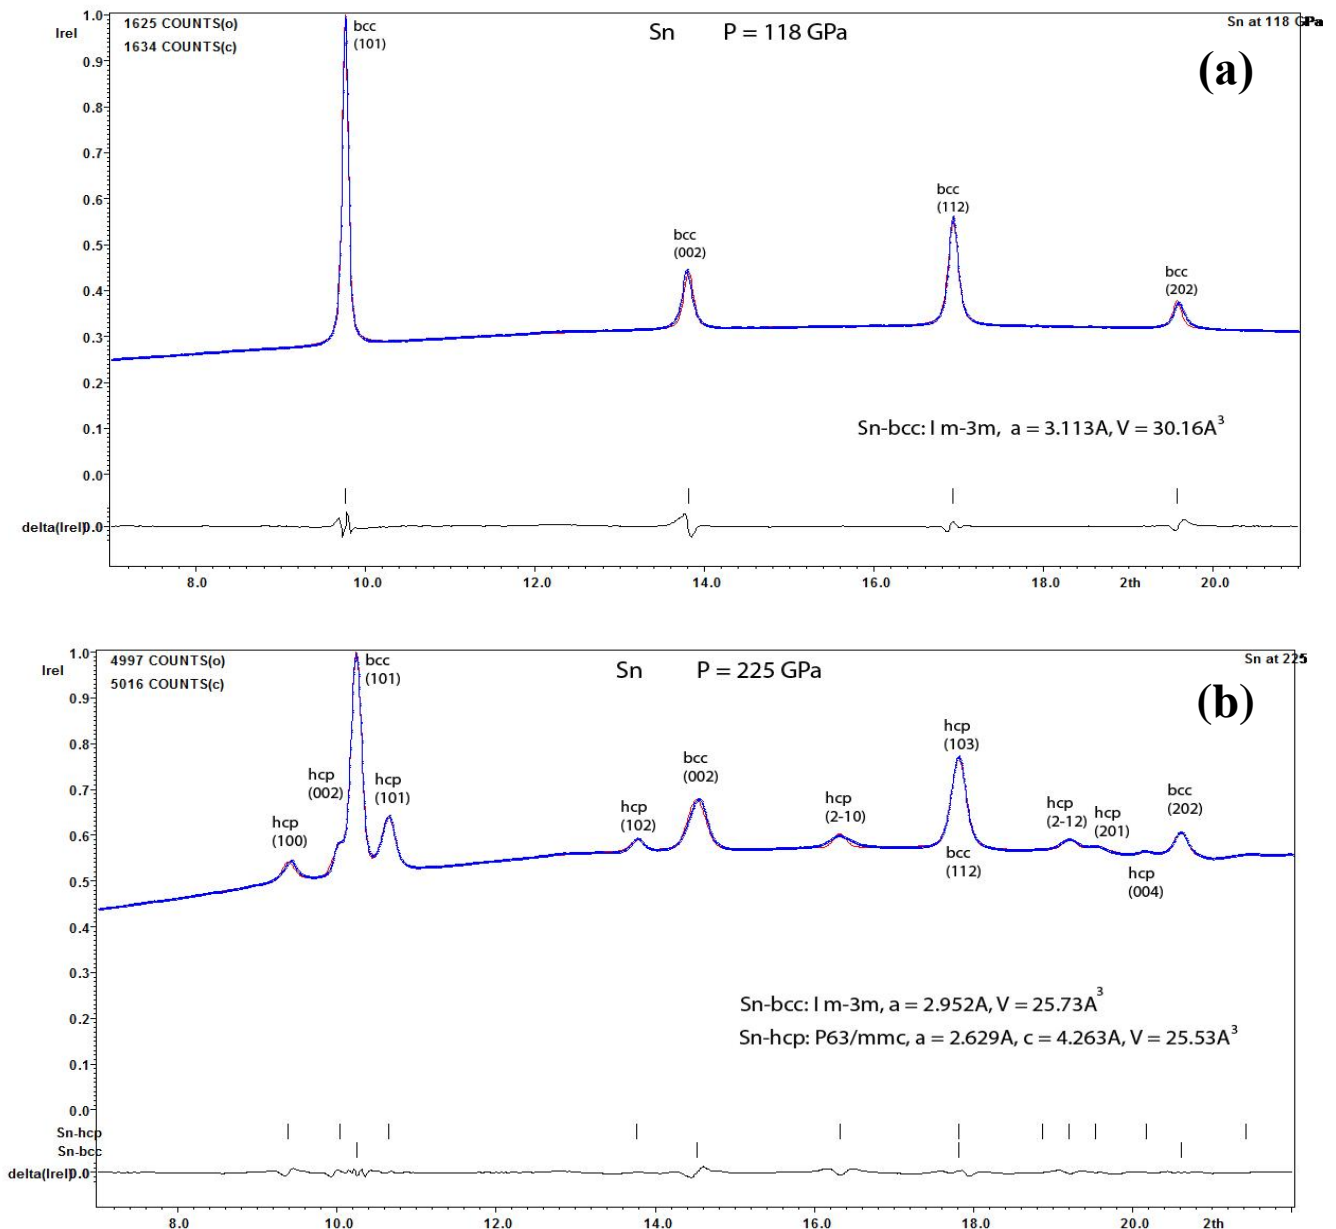 1625 COUNTS(o)
1634 COUNTS(c)
Sn P = 118 GPa
Sn at 118 GPa
(a)
Irel
1.0
0.9
0.8
0.7
0.6
0.5
0.4
0.3
0.2
0.1
0.0
bcc
(101)
bcc
(002)
bcc
(112)
bcc
(202)
Sn-bcc: I m-3m, a = 3.113A, V = 30.16A³
delta(Irel)0.0
8.0 10.0 12.0 14.0 16.0 18.0 2th 20.0
4997 COUNTS(o)
5016 COUNTS(c)
Sn P = 225 GPa
Sn at 225
(b)
Irel
1.0
0.9
0.8
0.7
0.6
0.5
0.4
0.3
0.2
0.1
0.0
hcp
(100)
hcp
(002)
bcc
(101)
hcp
(101)
hcp
(102)
bcc
(002)
hcp
(2-10)
hcp
(103)
bcc
(112)
hcp
(2-12)
hcp
(201)
hcp
(004)
bcc
(202)
Sn-bcc: I m-3m, a = 2.952A, V = 25.73A³
Sn-hcp: P63/mmc, a = 2.629A, c = 4.263A, V = 25.53A³
Sn-hcp
Sn-bcc
delta(Irel)0.0
8.0 10.0 12.0 14.0 16.0 18.0 20.0 2th